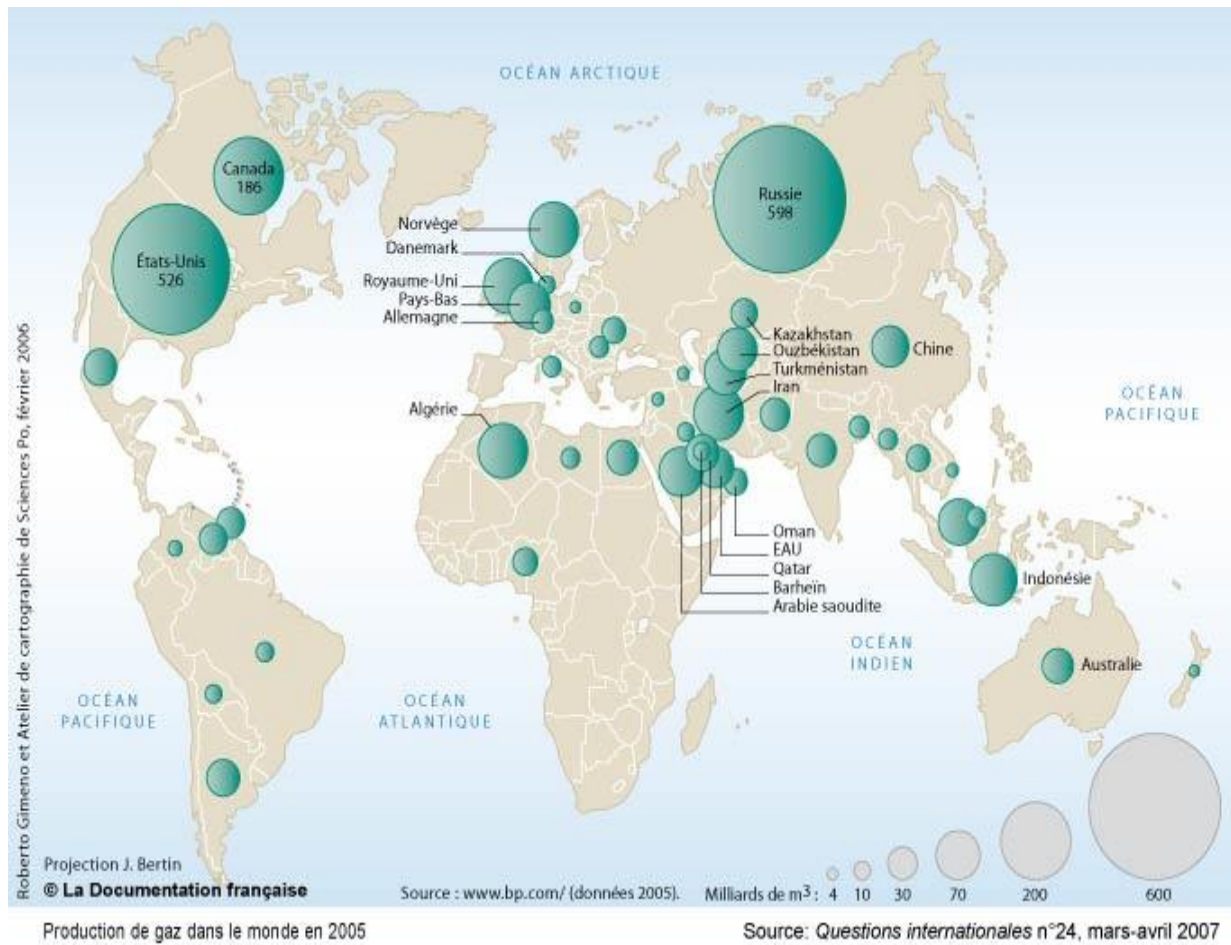 OCÉAN ARCTIQUE
Canada
186
Russie
598
Norvège
Danemark
États-Unis
526
Royaume-Uni
Pays-Bas
Allemagne
Kazakhstan
Ouzbékistan
Turkménistan
Iran
Chine
OCÉAN
PACIFIQUE
Algérie
Oman
EAU
Qatar
Barheïn
Arabie saoudite
Indonésie
OCÉAN
INDIEN
Australie
OCÉAN
PACIFIQUE
OCÉAN
ATLANTIQUE
Roberto Gimeno et Atelier de cartographie de Sciences Po, février 2006
Projection J. Bertin
© La Documentation française
Source : www.bp.com/ (données 2005).
Milliards de m3 : 4 10 30 70 200 600
Production de gaz dans le monde en 2005
Source: Questions internationales n°24, mars-avril 2007